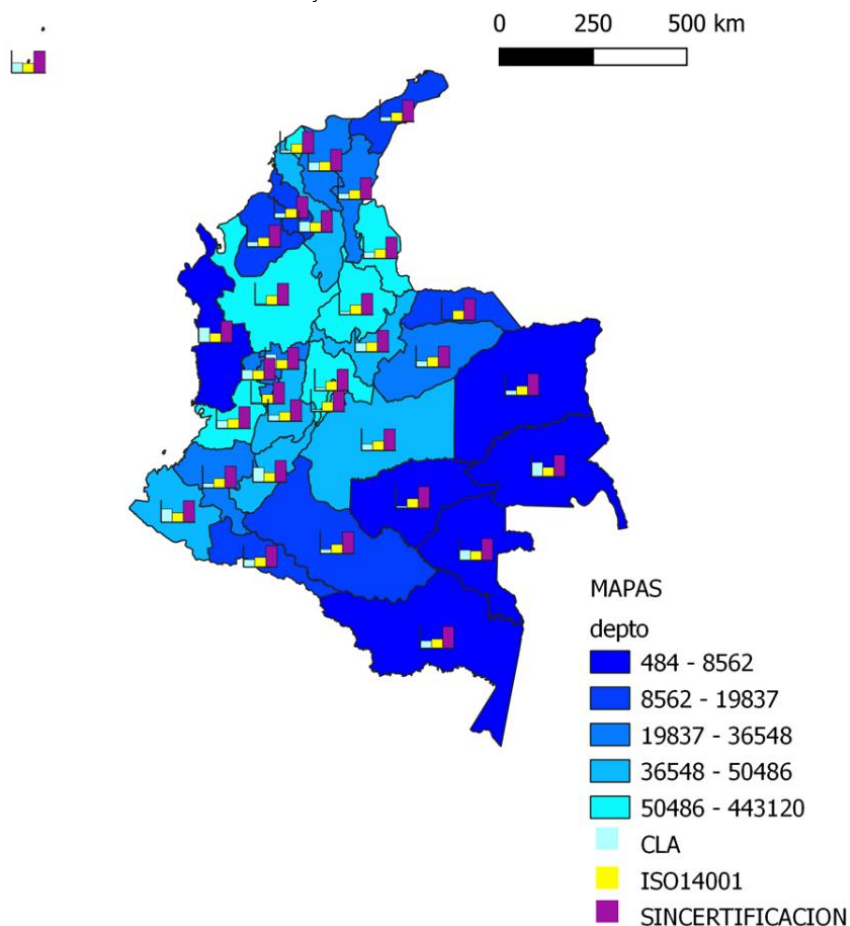 0 250 500 km
MAPAS
depto
484 - 8562
8562 - 19837
19837 - 36548
36548 - 50486
50486 - 443120
CLA
ISO14001
SINCERTIFICACION